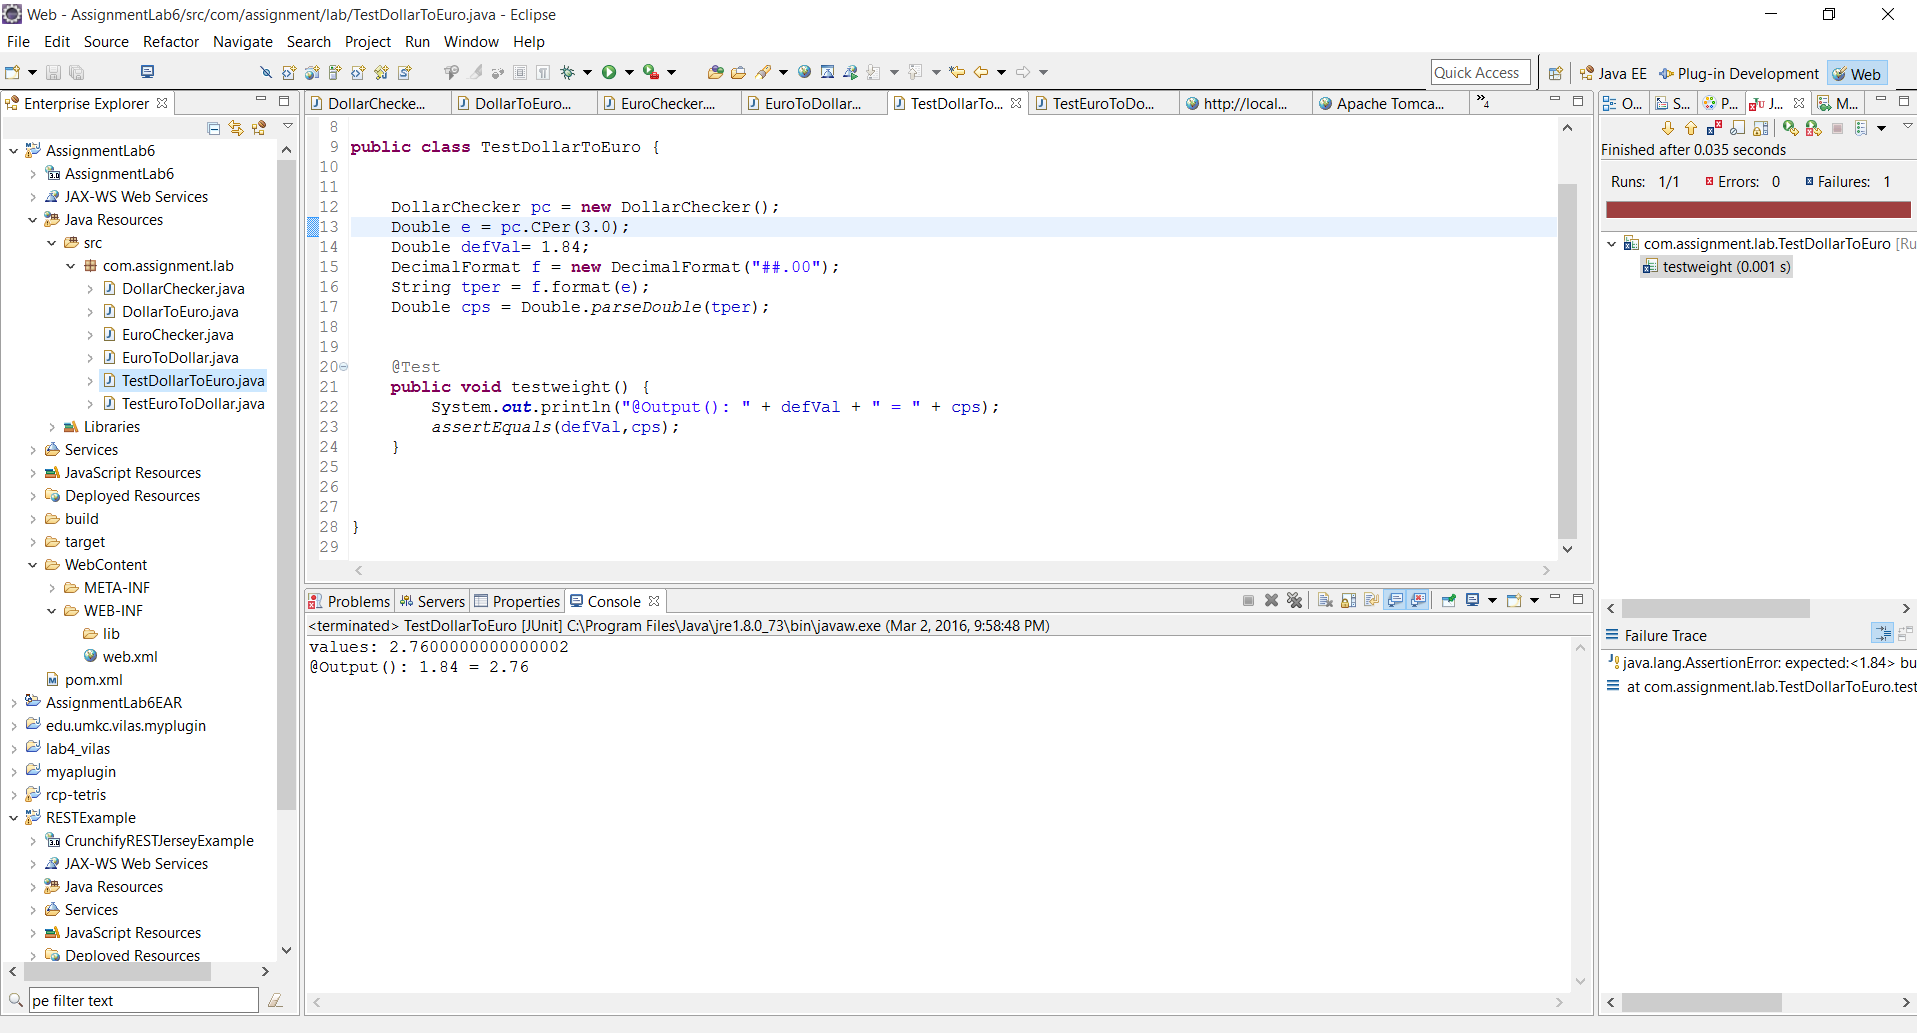 Web - AssignmentLab6/src/com/assignment/lab/TestDollarToEuro.java - Eclipse
File Edit Source Refactor Navigate Search Project Run Window Help
Quick Access Java EE Plug-in Development Web
Enterprise Explorer
AssignmentLab6
AssignmentLab6
JAX-WS Web Services
Java Resources
src
com.assignment.lab
DollarChecker.java
DollarToEuro.java
EuroChecker.java
EuroToDollar.java
TestDollarToEuro.java
TestEuroToDollar.java
Libraries
Services
JavaScript Resources
Deployed Resources
build
target
WebContent
META-INF
WEB-INF
lib
web.xml
pom.xml
AssignmentLab6EAR
edu.umkc.vilas.myplugin
lab4_vilas
myaplugin
rcp-tetris
RESTExample
CrunchifyRESTJerseyExample
JAX-WS Web Services
Java Resources
Services
JavaScript Resources
Deployed Resources
pe filter text
DollarChecke... DollarToEuro... EuroChecker.... EuroToDollar... TestDollarTo... TestEuroToDo... http://local... Apache Tomca... »4
8
9 public class TestDollarToEuro {
10
11
12 DollarChecker pc = new DollarChecker();
13 Double e = pc.CPer(3.0);
14 Double defVal= 1.84;
15 DecimalFormat f = new DecimalFormat("##.00");
16 String tper = f.format(e);
17 Double cps = Double.parseDouble(tper);
18
19
20 @Test
21 public void testweight() {
22 System.out.println("@Output(): " + defVal + " = " + cps);
23 assertEquals(defVal,cps);
24 }
25
26
27
28 }
29
Problems Servers Properties Console
<terminated> TestDollarToEuro [JUnit] C:\Program Files\Java\jre1.8.0_73\bin\javaw.exe (Mar 2, 2016, 9:58:48 PM)
values: 2.7600000000000002
@Output(): 1.84 = 2.76
O... S... P... J... M...
Finished after 0.035 seconds
Runs: 1/1 Errors: 0 Failures: 1
com.assignment.lab.TestDollarToEuro [Ru
testweight (0.001 s)
Failure Trace
java.lang.AssertionError: expected:<1.84> bu
at com.assignment.lab.TestDollarToEuro.test